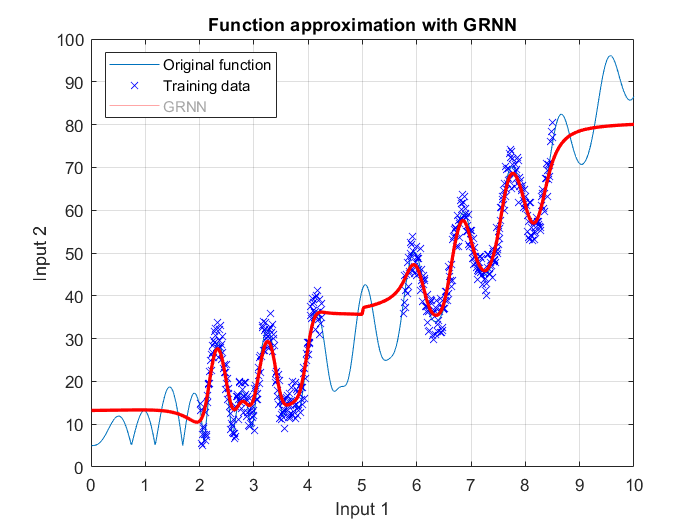 Function approximation with GRNN
Original function
Training data
GRNN
100
90
80
70
60
50
40
30
20
10
0
Input 2
0 1 2 3 4 5 6 7 8 9 10
Input 1